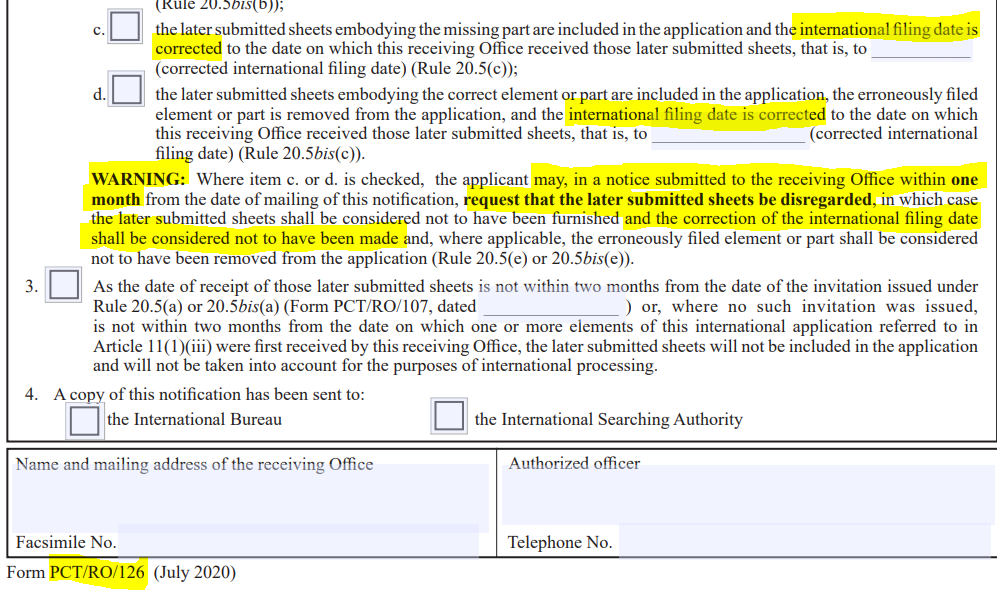 (Rule 20.5bis(b));
c. the later submitted sheets embodying the missing part are included in the application and the international filing date is
corrected to the date on which this receiving Office received those later submitted sheets, that is, to
(corrected international filing date) (Rule 20.5(c));
d. the later submitted sheets embodying the correct element or part are included in the application, the erroneously filed
element or part is removed from the application, and the international filing date is corrected to the date on which
this receiving Office received those later submitted sheets, that is, to (corrected international
filing date) (Rule 20.5bis(c)).
WARNING: Where item c. or d. is checked, the applicant may, in a notice submitted to the receiving Office within one
month from the date of mailing of this notification, request that the later submitted sheets be disregarded, in which case
the later submitted sheets shall be considered not to have been furnished and the correction of the international filing date
shall be considered not to have been made and, where applicable, the erroneously filed element or part shall be considered
not to have been removed from the application (Rule 20.5(e) or 20.5bis(e)).
3. As the date of receipt of those later submitted sheets is not within two months from the date of the invitation issued under
Rule 20.5(a) or 20.5bis(a) (Form PCT/RO/107, dated ) or, where no such invitation was issued,
is not within two months from the date on which one or more elements of this international application referred to in
Article 11(1)(iii) were first received by this receiving Office, the later submitted sheets will not be included in the application
and will not be taken into account for the purposes of international processing.
4. A copy of this notification has been sent to:
the International Bureau the International Searching Authority
Name and mailing address of the receiving Office
Authorized officer
Facsimile No.
Telephone No.
Form PCT/RO/126 (July 2020)